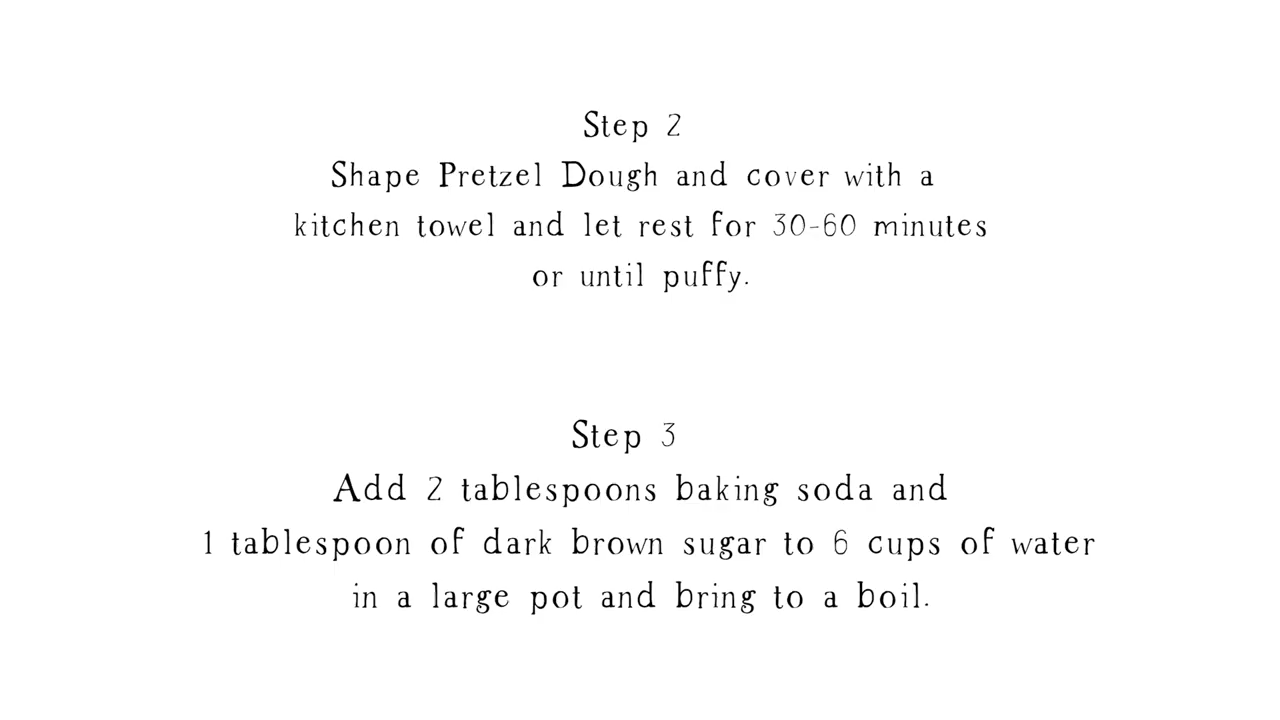 Step 2
Shape Pretzel Dough and cover with a
kitchen towel and let rest for 30-60 minutes
or until puffy.
Step 3
Add 2 tablespoons baking soda and
1 tablespoon of dark brown sugar to 6 cups of water
in a large pot and bring to a boil.